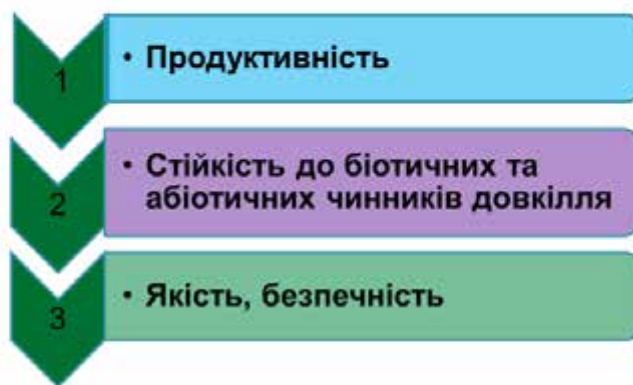 1
• Продуктивність
2
• Стійкість до біотичних та
абіотичних чинників довкілля
3
• Якість, безпечність